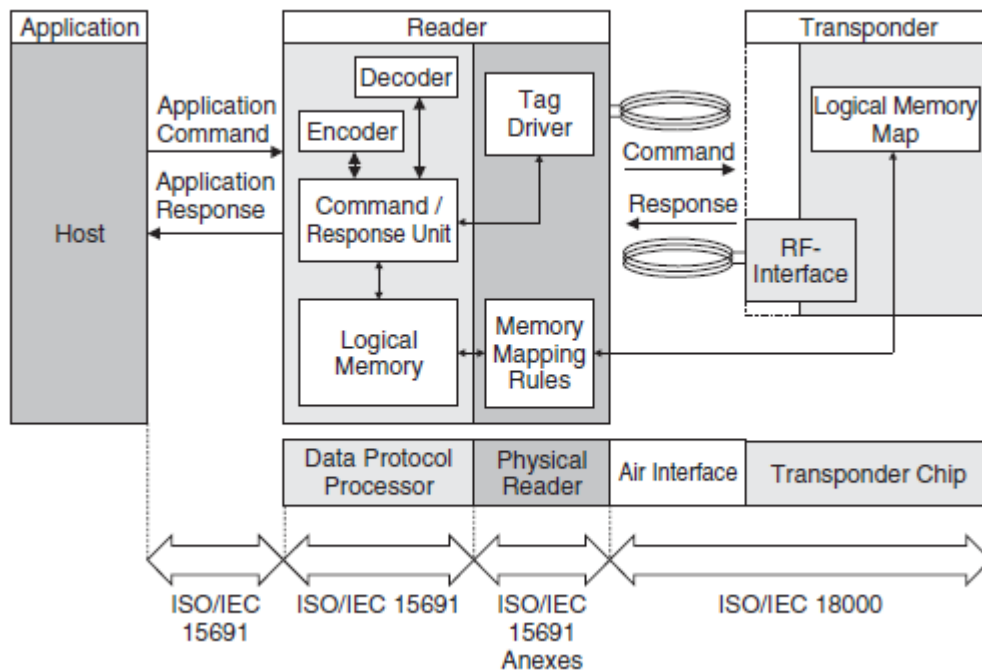 Application
Reader
Transponder
Application
Command
Application
Response
Host
Decoder
Encoder
Command /
Response Unit
Logical
Memory
Tag
Driver
Memory
Mapping
Rules
Command
Response
Logical Memory
Map
RF-
Interface
Data Protocol
Processor
Physical
Reader
Air Interface
Transponder Chip
ISO/IEC
15691
ISO/IEC 15691
ISO/IEC
15691
Anexes
ISO/IEC 18000